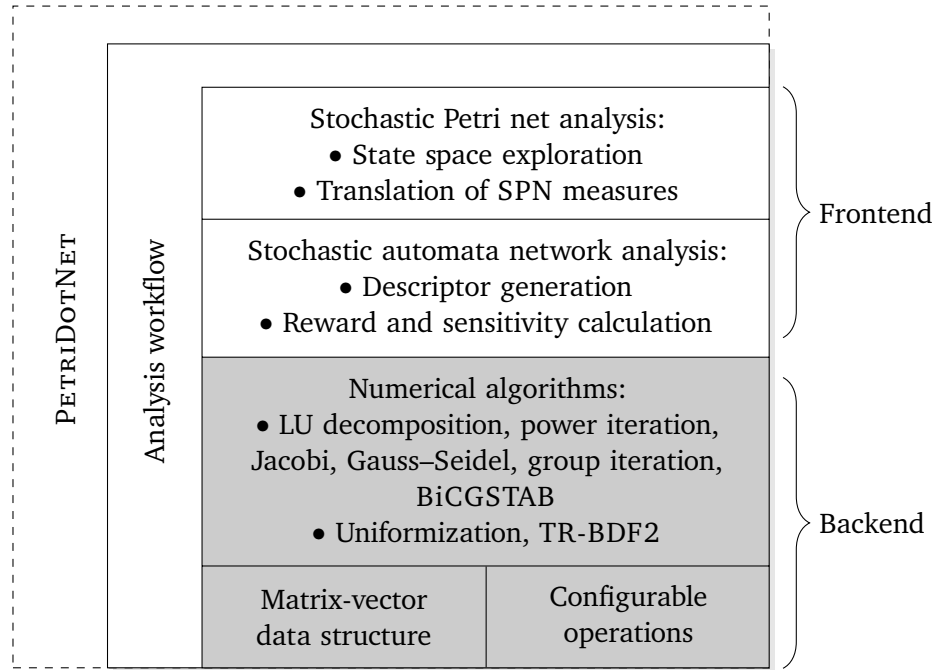 PETRIDOTNET
Analysis workflow
Stochastic Petri net analysis:
• State space exploration
• Translation of SPN measures
Stochastic automata network analysis:
• Descriptor generation
• Reward and sensitivity calculation
Frontend
Numerical algorithms:
• LU decomposition, power iteration,
Jacobi, Gauss–Seidel, group iteration,
BiCGSTAB
• Uniformization, TR-BDF2
Matrix-vector
data structure
Configurable
operations
Backend